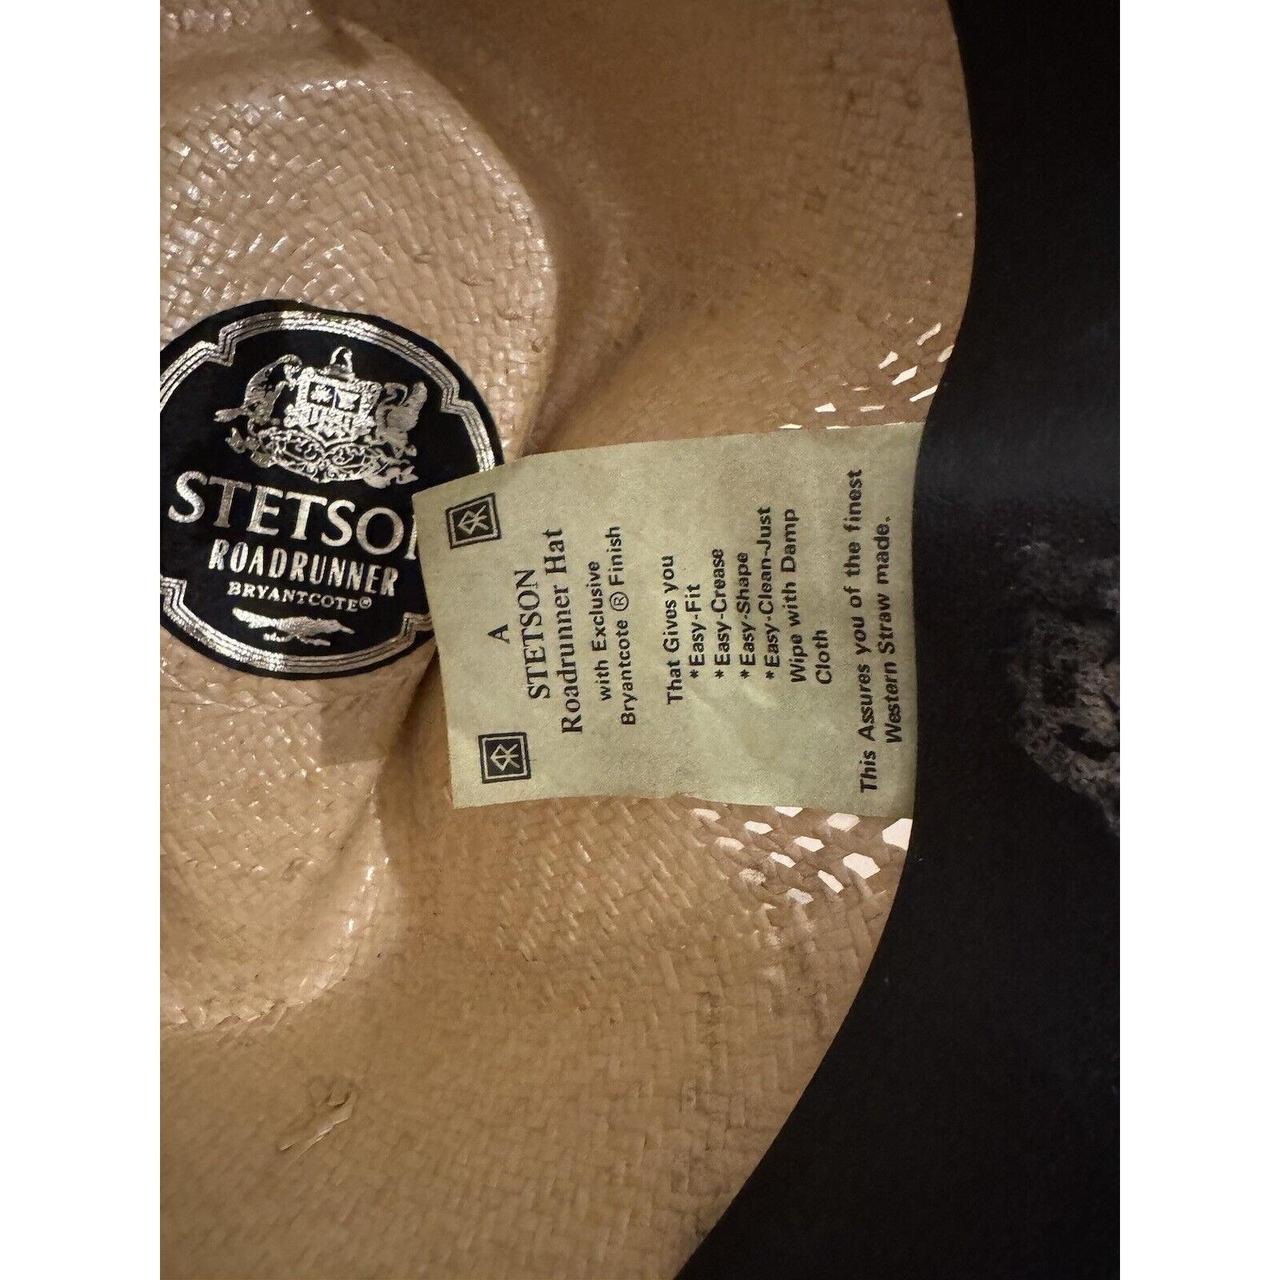 STETSO
ROADRUNNER
BRYANTCOTE®
A
STETSON
Roadrunner Hat
with Exclusive
Bryantcote ® Finish
That Gives you
*Easy-Fit
*Easy-Crease
*Easy-Shape
*Easy-Clean-Just
Wipe with Damp
Cloth
This Assures you of the finest
Western Straw made.